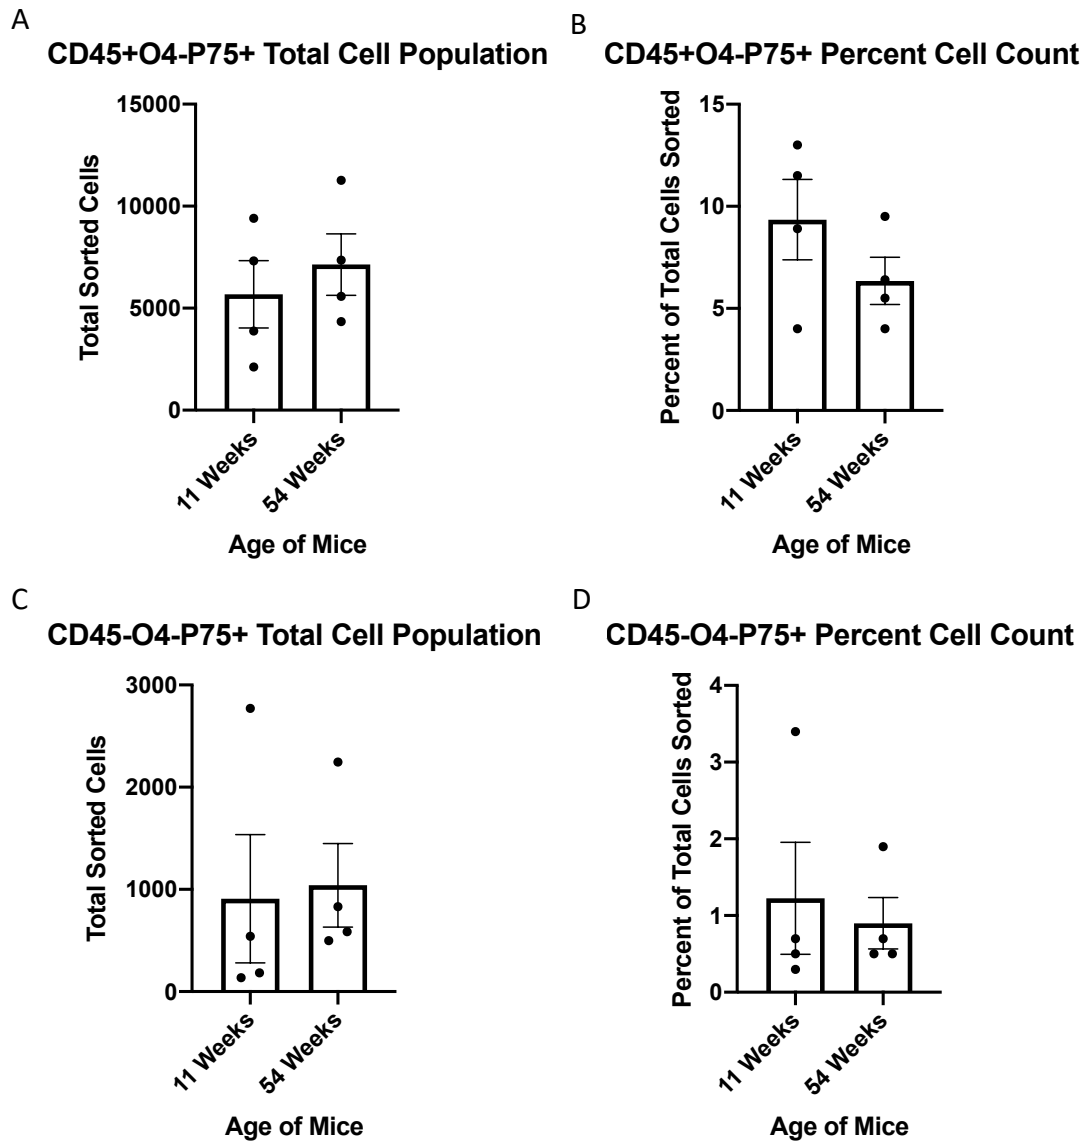 A
CD45+O4-P75+ Total Cell Population
Total Sorted Cells
15000
10000
5000
0
11 Weeks
54 Weeks
Age of Mice
B
CD45+O4-P75+ Percent Cell Count
Percent of Total Cells Sorted
15
10
5
0
11 Weeks
54 Weeks
Age of Mice
C
CD45-O4-P75+ Total Cell Population
Total Sorted Cells
3000
2000
1000
0
11 Weeks
54 Weeks
Age of Mice
D
CD45-O4-P75+ Percent Cell Count
Percent of Total Cells Sorted
4
3
2
1
0
11 Weeks
54 Weeks
Age of Mice